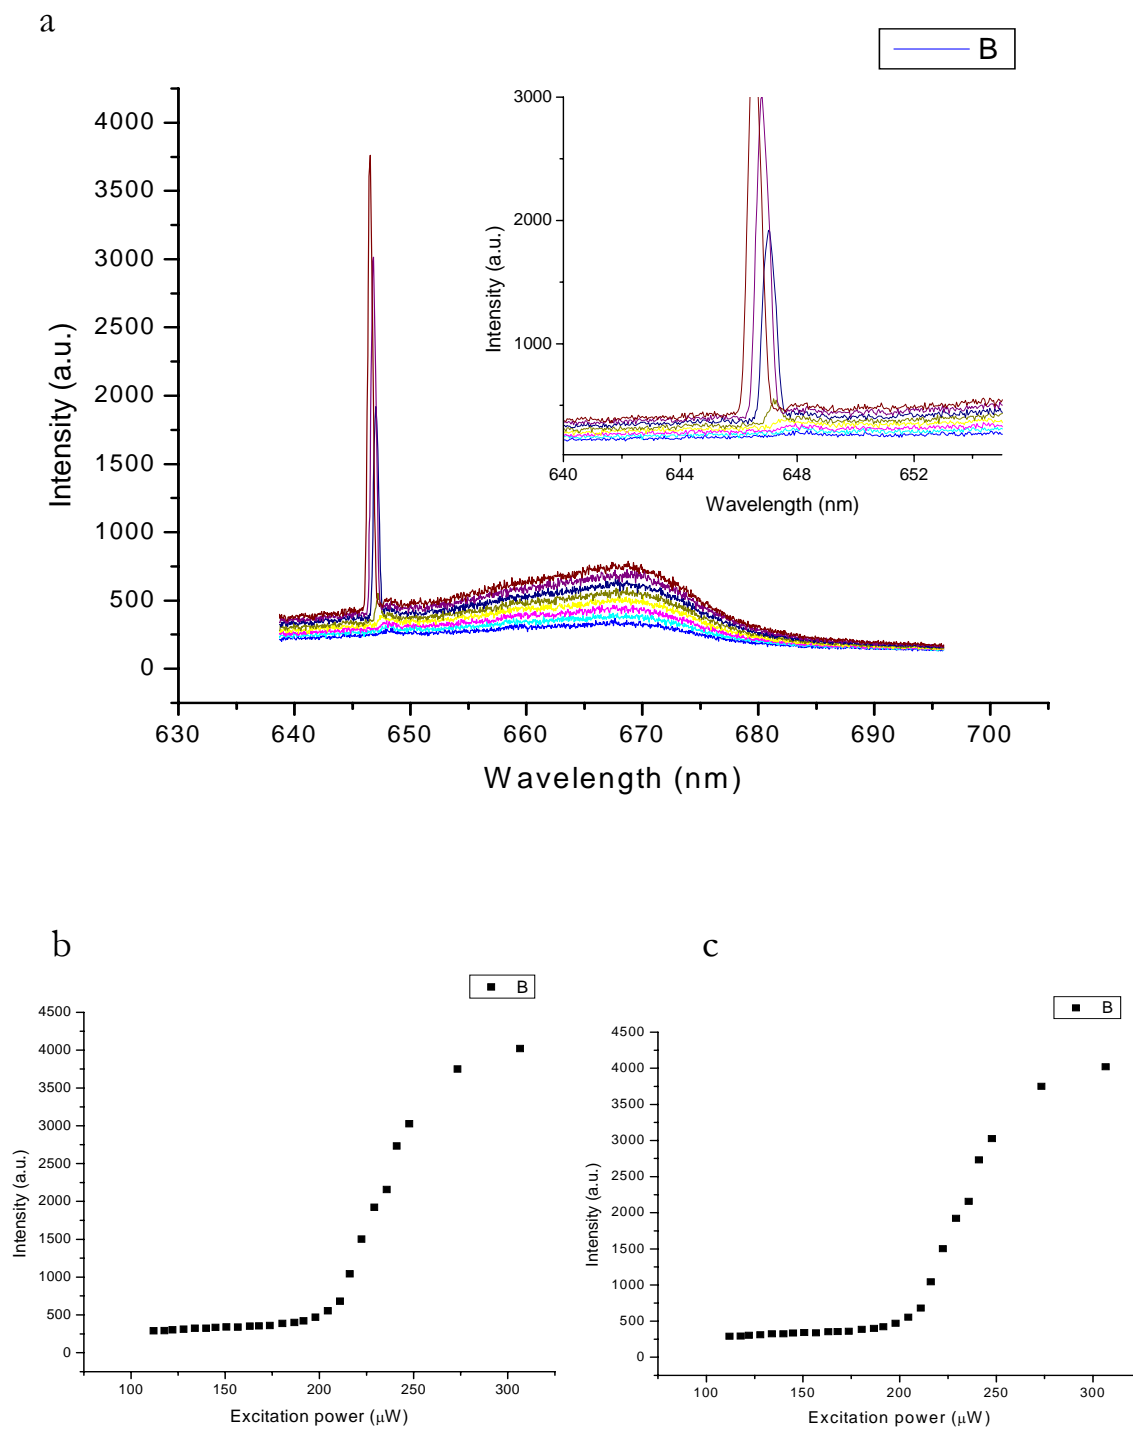 a
B
4000
3500
3000
2500
2000
1500
1000
500
0
Intensity (a.u.)
630 640 650 660 670 680 690 700
Wavelength (nm)
3000
2000
1000
Intensity (a.u.)
640 644 648 652
Wavelength (nm)
b
B
4500
4000
3500
3000
2500
2000
1500
1000
500
0
Intensity (a.u.)
100 150 200 250 300
Excitation power (μW)
c
B
4500
4000
3500
3000
2500
2000
1500
1000
500
0
Intensity (a.u.)
100 150 200 250 300
Excitation power (μW)